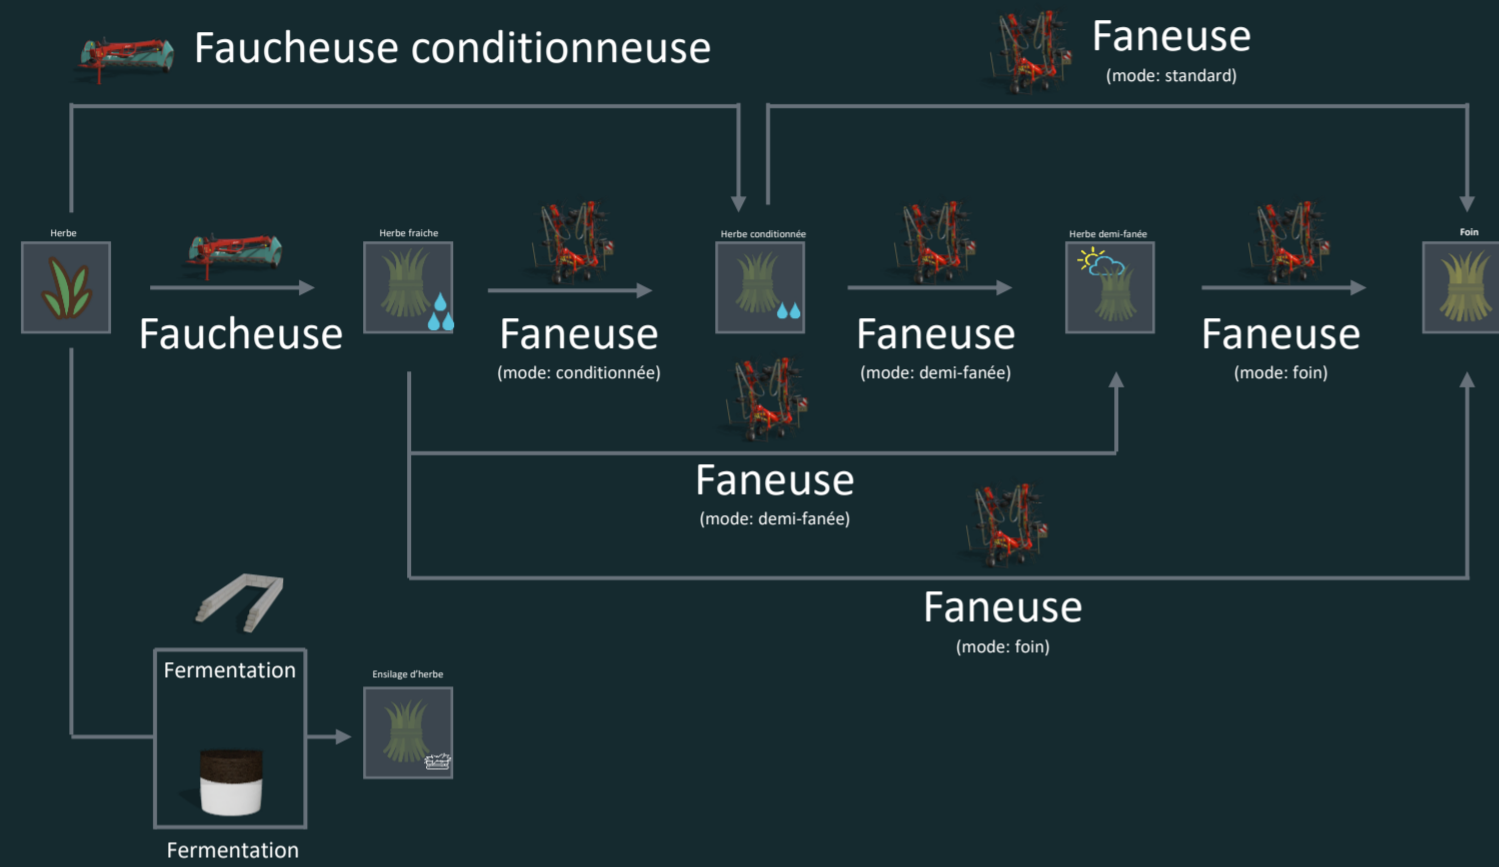 Faucheuse conditionneuse
Faneuse
(mode: standard)
Herbe
Herbe fraiche
Herbe conditionnée
Herbe demi-fanée
Foin
Faucheuse
Faneuse
(mode: conditionnée)
Faneuse
(mode: demi-fanée)
Faneuse
(mode: foin)
Faneuse
(mode: demi-fanée)
Faneuse
(mode: foin)
Fermentation
Ensilage d'herbe
Fermentation